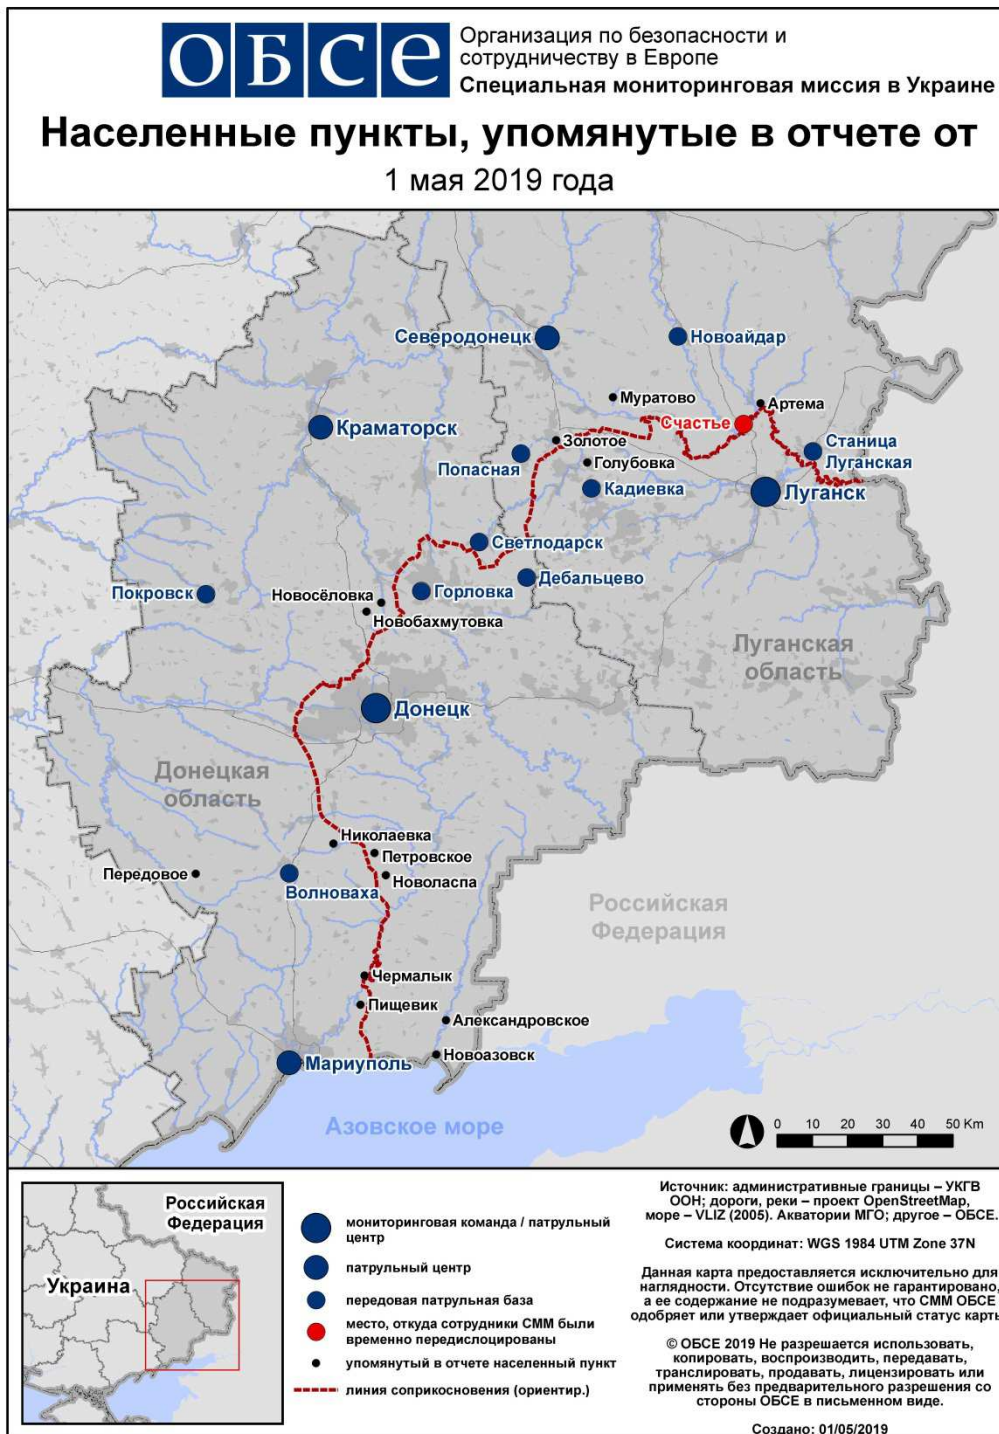 ОБСЕ
Организация по безопасности и
сотрудничеству в Европе
Специальная мониторинговая миссия в Украине
Населенные пункты, упомянутые в отчете от
1 мая 2019 года
Северодонецк
Новоайдар
Муратово
Артема
Счастье
Краматорск
Золотое
Станица
Луганская
Попасная
Голубовка
Кадиевка
Луганск
Светлодарск
Дебальцево
Покровск
Новосёловка
Горловка
Новобахмутовка
Луганская
область
Донецк
Донецкая
область
Николаевка
Петровское
Передовое
Новоласпа
Волноваха
Российская
Федерация
Чермалык
Пищевик
Александровское
Новоазовск
Мариуполь
Азовское море
0 10 20 30 40 50 Km
Российская
Федерация
Украина
мониторинговая команда / патрульный
центр
патрульный центр
передовая патрульная база
место, откуда сотрудники СММ были
временно передислоцированы
упомянутый в отчете населенный пункт
линия соприкосновения (ориентир.)
Источник: административные границы – УКГВ
ООН; дороги, реки – проект OpenStreetMap,
море – VLIZ (2005). Акватории МГО; другое – ОБСЕ.
Система координат: WGS 1984 UTM Zone 37N
Данная карта предоставляется исключительно для
наглядности. Отсутствие ошибок не гарантировано,
а ее содержание не подразумевает, что СММ ОБСЕ
одобряет или утверждает официальный статус карты
© ОБСЕ 2019 Не разрешается использовать,
копировать, воспроизводить, передавать,
транслировать, продавать, лицензировать или
применять без предварительного разрешения со
стороны ОБСЕ в письменном виде.
Создано: 01/05/2019